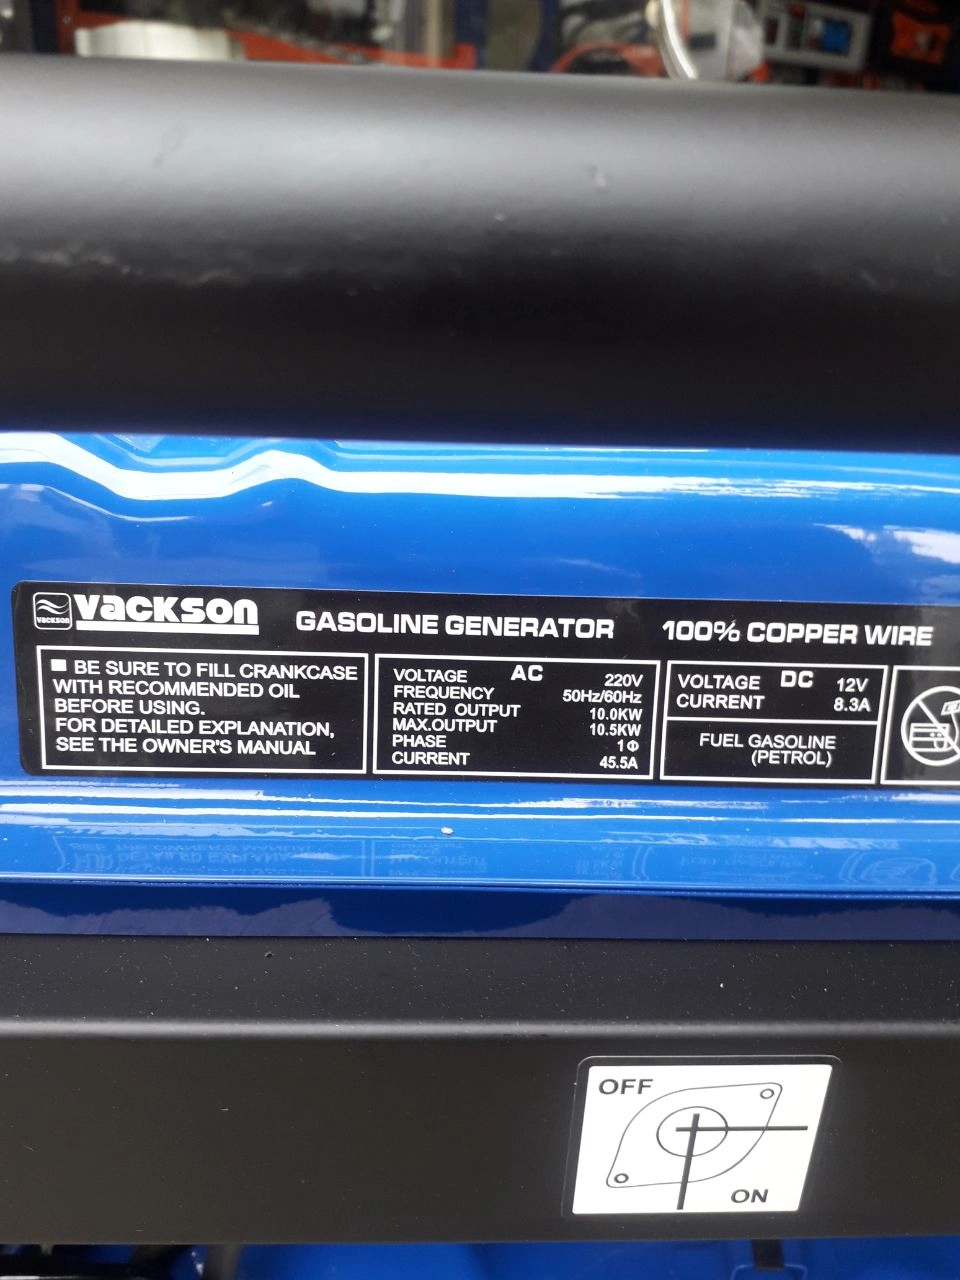 VACKSON
VACKSON
GASOLINE GENERATOR
100% COPPER WIRE
BE SURE TO FILL CRANKCASE
WITH RECOMMENDED OIL
BEFORE USING.
FOR DETAILED EXPLANATION,
SEE THE OWNER'S MANUAL
AC
VOLTAGE 220V
FREQUENCY 50Hz/60Hz
RATED OUTPUT 10.0KW
MAX.OUTPUT 10.5KW
PHASE 1Φ
CURRENT 45.5A
DC
VOLTAGE 12V
CURRENT 8.3A
FUEL GASOLINE
(PETROL)
OFF
ON